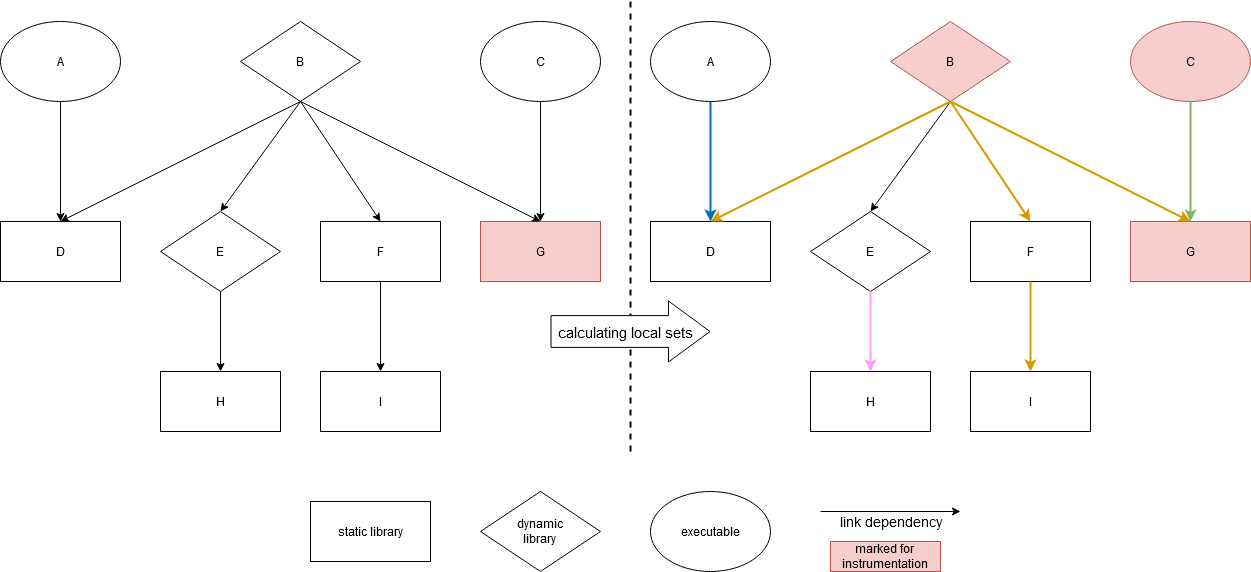 A
B
C
A
B
C
D
E
F
G
D
E
F
G
calculating local sets
H
I
H
I
static library
dynamic
library
executable
link dependency
marked for
instrumentation